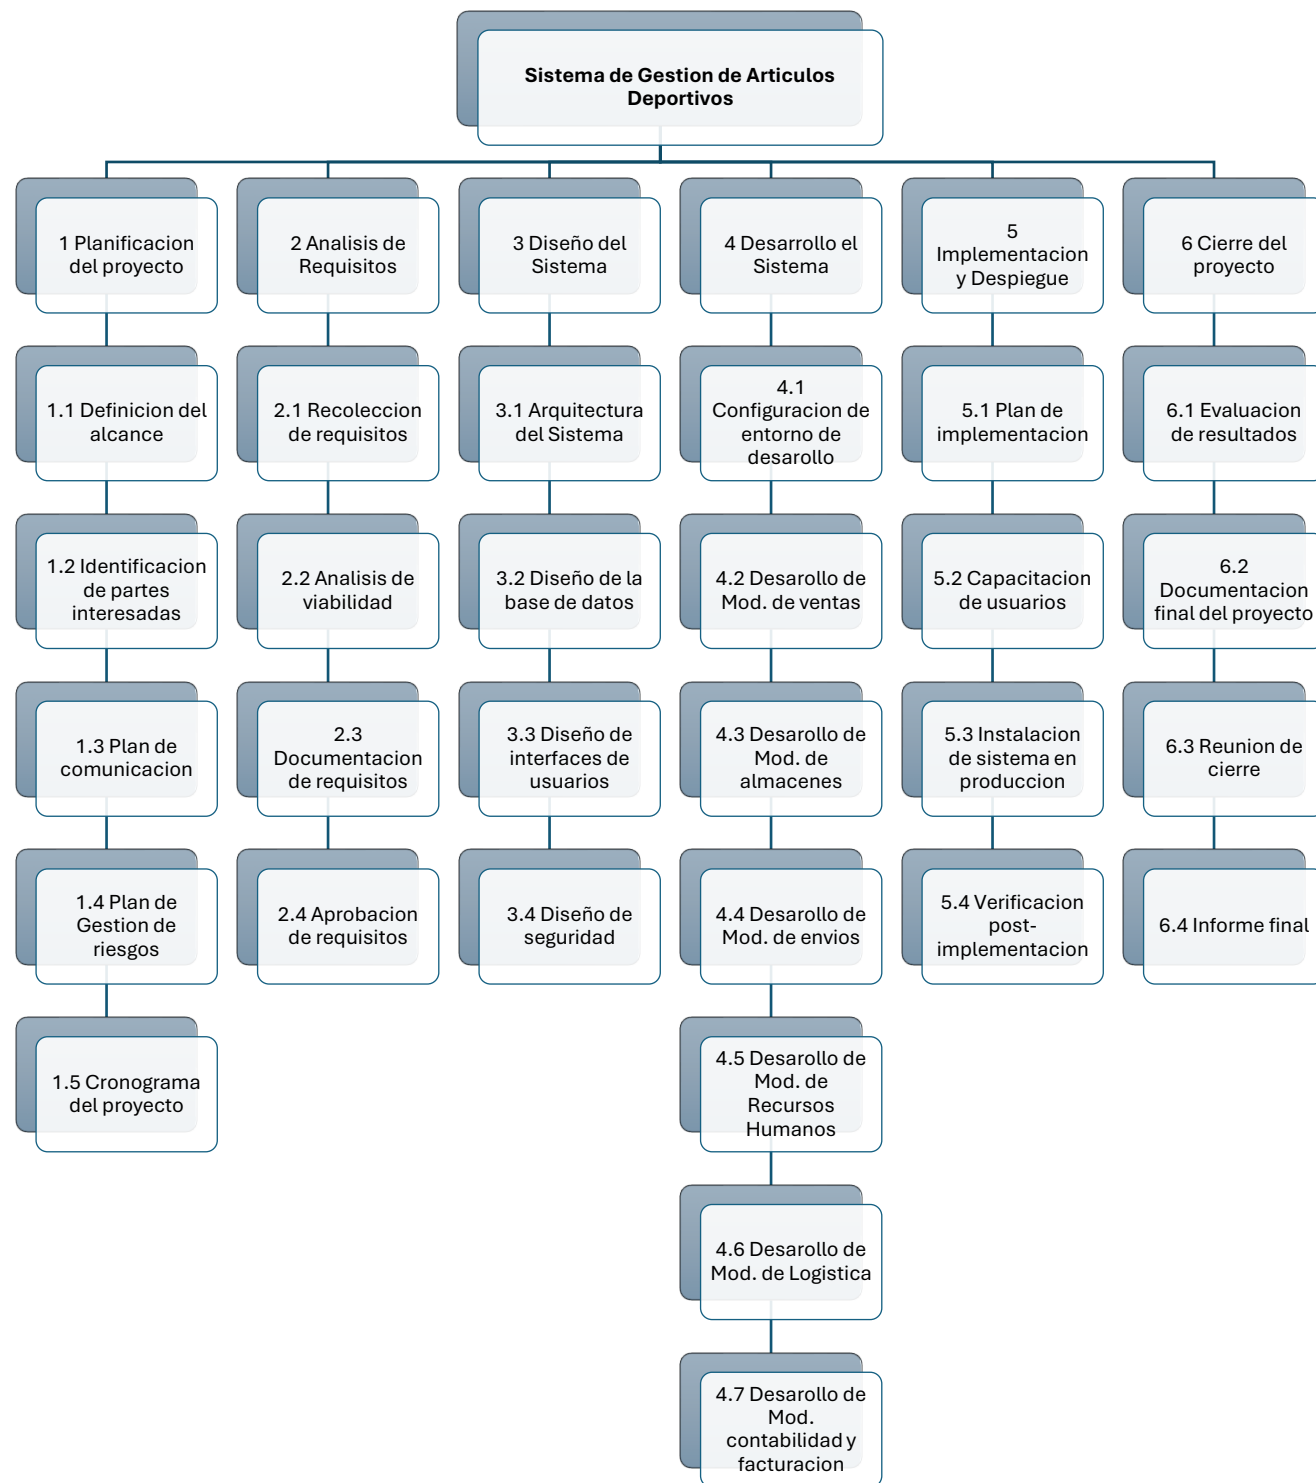 Sistema de Gestion de Articulos
Deportivos
1 Planificacion
del proyecto
2 Analisis de
Requisitos
3 Diseño del
Sistema
4 Desarrollo el
Sistema
5
Implementacion
y Despiegue
6 Cierre del
proyecto
1.1 Definicion del
alcance
2.1 Recoleccion
de requisitos
3.1 Arquitectura
del Sistema
4.1
Configuracion de
entorno de
desarollo
5.1 Plan de
implementacion
6.1 Evaluacion
de resultados
1.2 Identificacion
de partes
interesadas
2.2 Analisis de
viabilidad
3.2 Diseño de la
base de datos
4.2 Desarollo de
Mod. de ventas
5.2 Capacitacion
de usuarios
6.2
Documentacion
final del proyecto
1.3 Plan de
comunicacion
2.3
Documentacion
de requisitos
3.3 Diseño de
interfaces de
usuarios
4.3 Desarollo de
Mod. de
almacenes
5.3 Instalacion
de sistema en
produccion
6.3 Reunion de
cierre
1.4 Plan de
Gestion de
riesgos
2.4 Aprobacion
de requisitos
3.4 Diseño de
seguridad
4.4 Desarollo de
Mod. de envios
5.4 Verificacion
post-
implementacion
6.4 Informe final
1.5 Cronograma
del proyecto
4.5 Desarollo de
Mod. de
Recursos
Humanos
4.6 Desarollo de
Mod. de Logistica
4.7 Desarollo de
Mod.
contabilidad y
facturacion